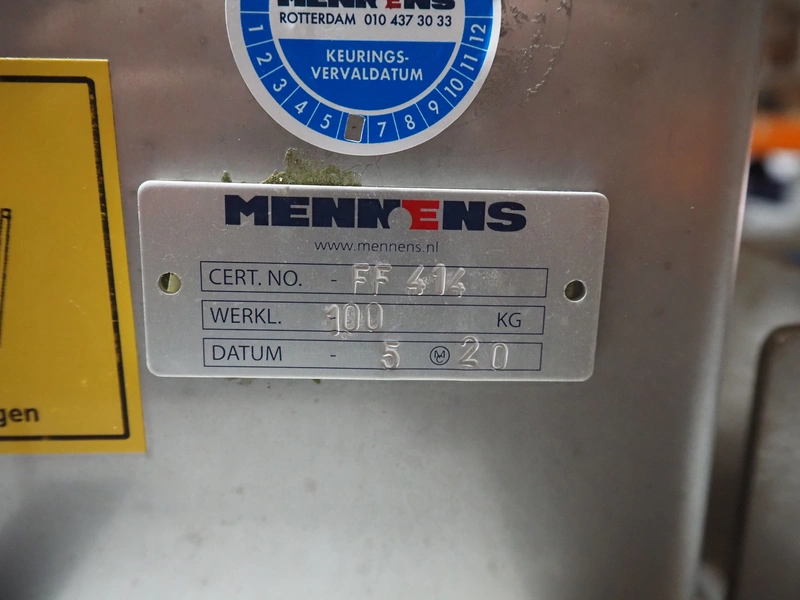 MENNENS
ROTTERDAM 010 437 30 33
KEURINGS-
VERVALDATUM
1 2 3 4 5 7 8 9 10 11 12
MENNENS
www.mennens.nl
CERT. NO. - FF 414
WERKL. - 100 KG
DATUM - 5 MC 20
gen